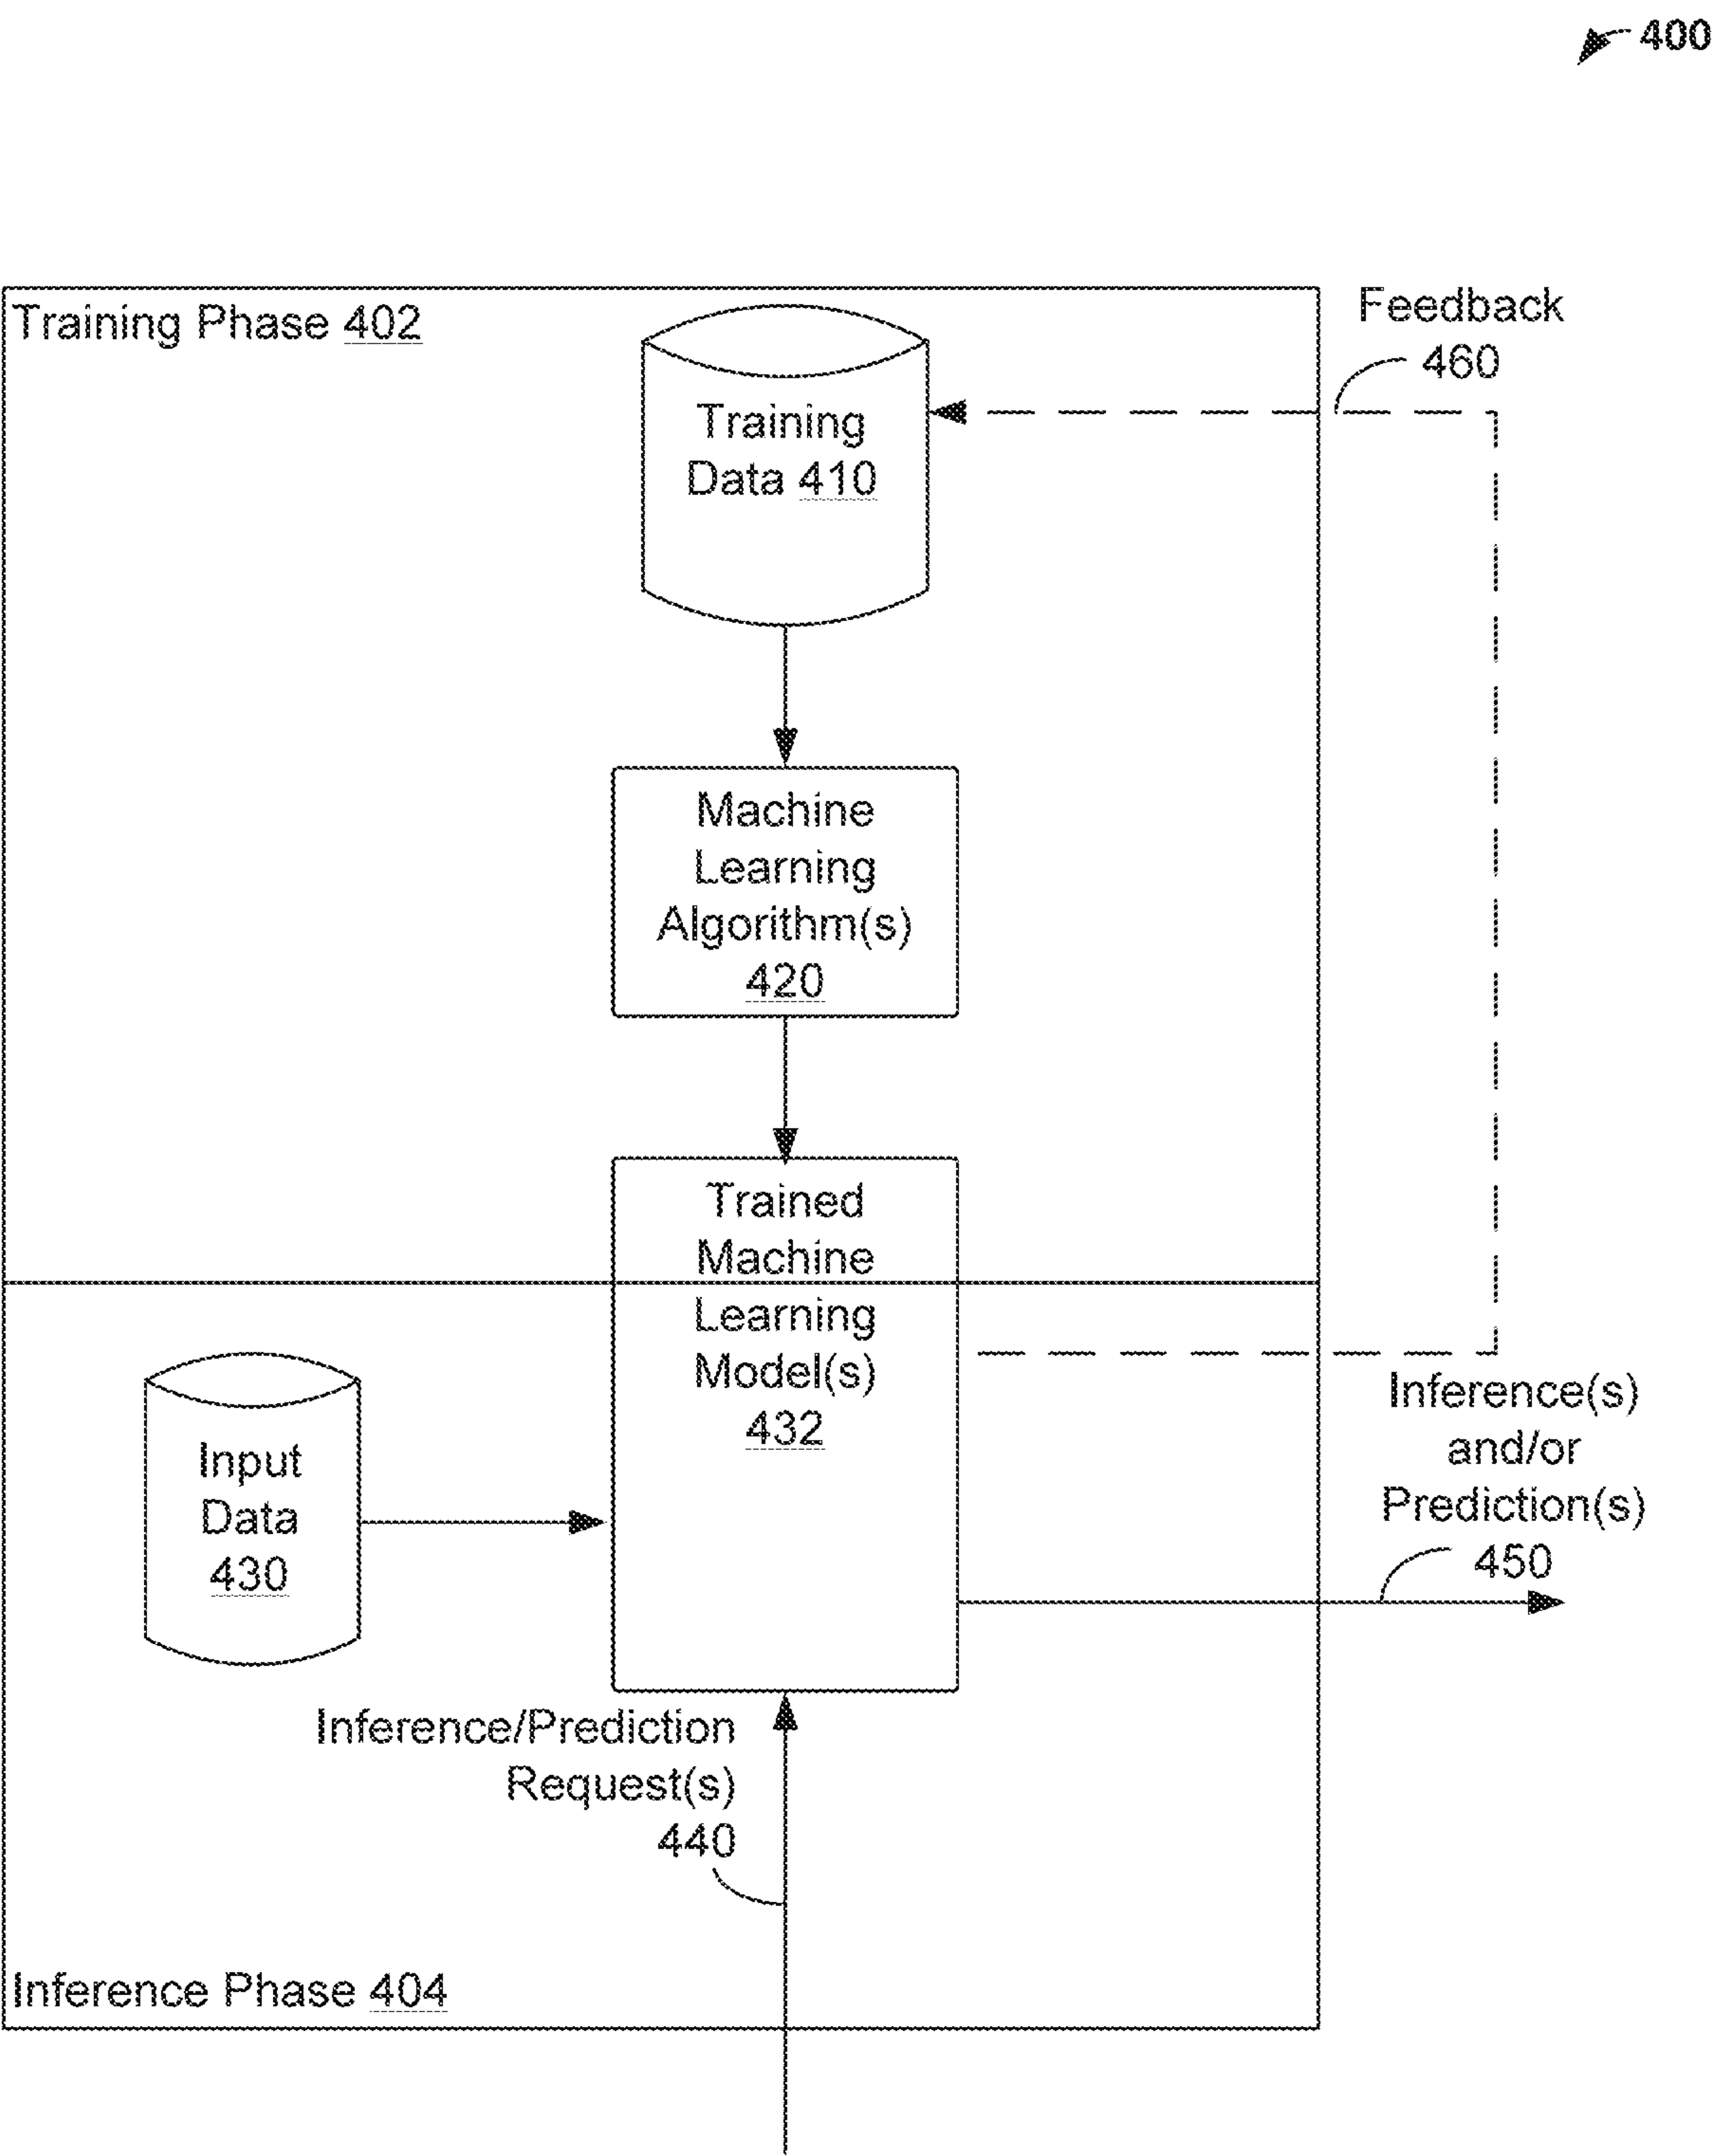 400
Training Phase 402
Feedback
460
Training
Data 410
Machine
Learning
Algorithm(s)
420
Trained
Machine
Learning
Model(s)
432
Input
Data
430
Inference(s)
and/or
Prediction(s)
450
Inference/Prediction
Request(s)
440
Inference Phase 404